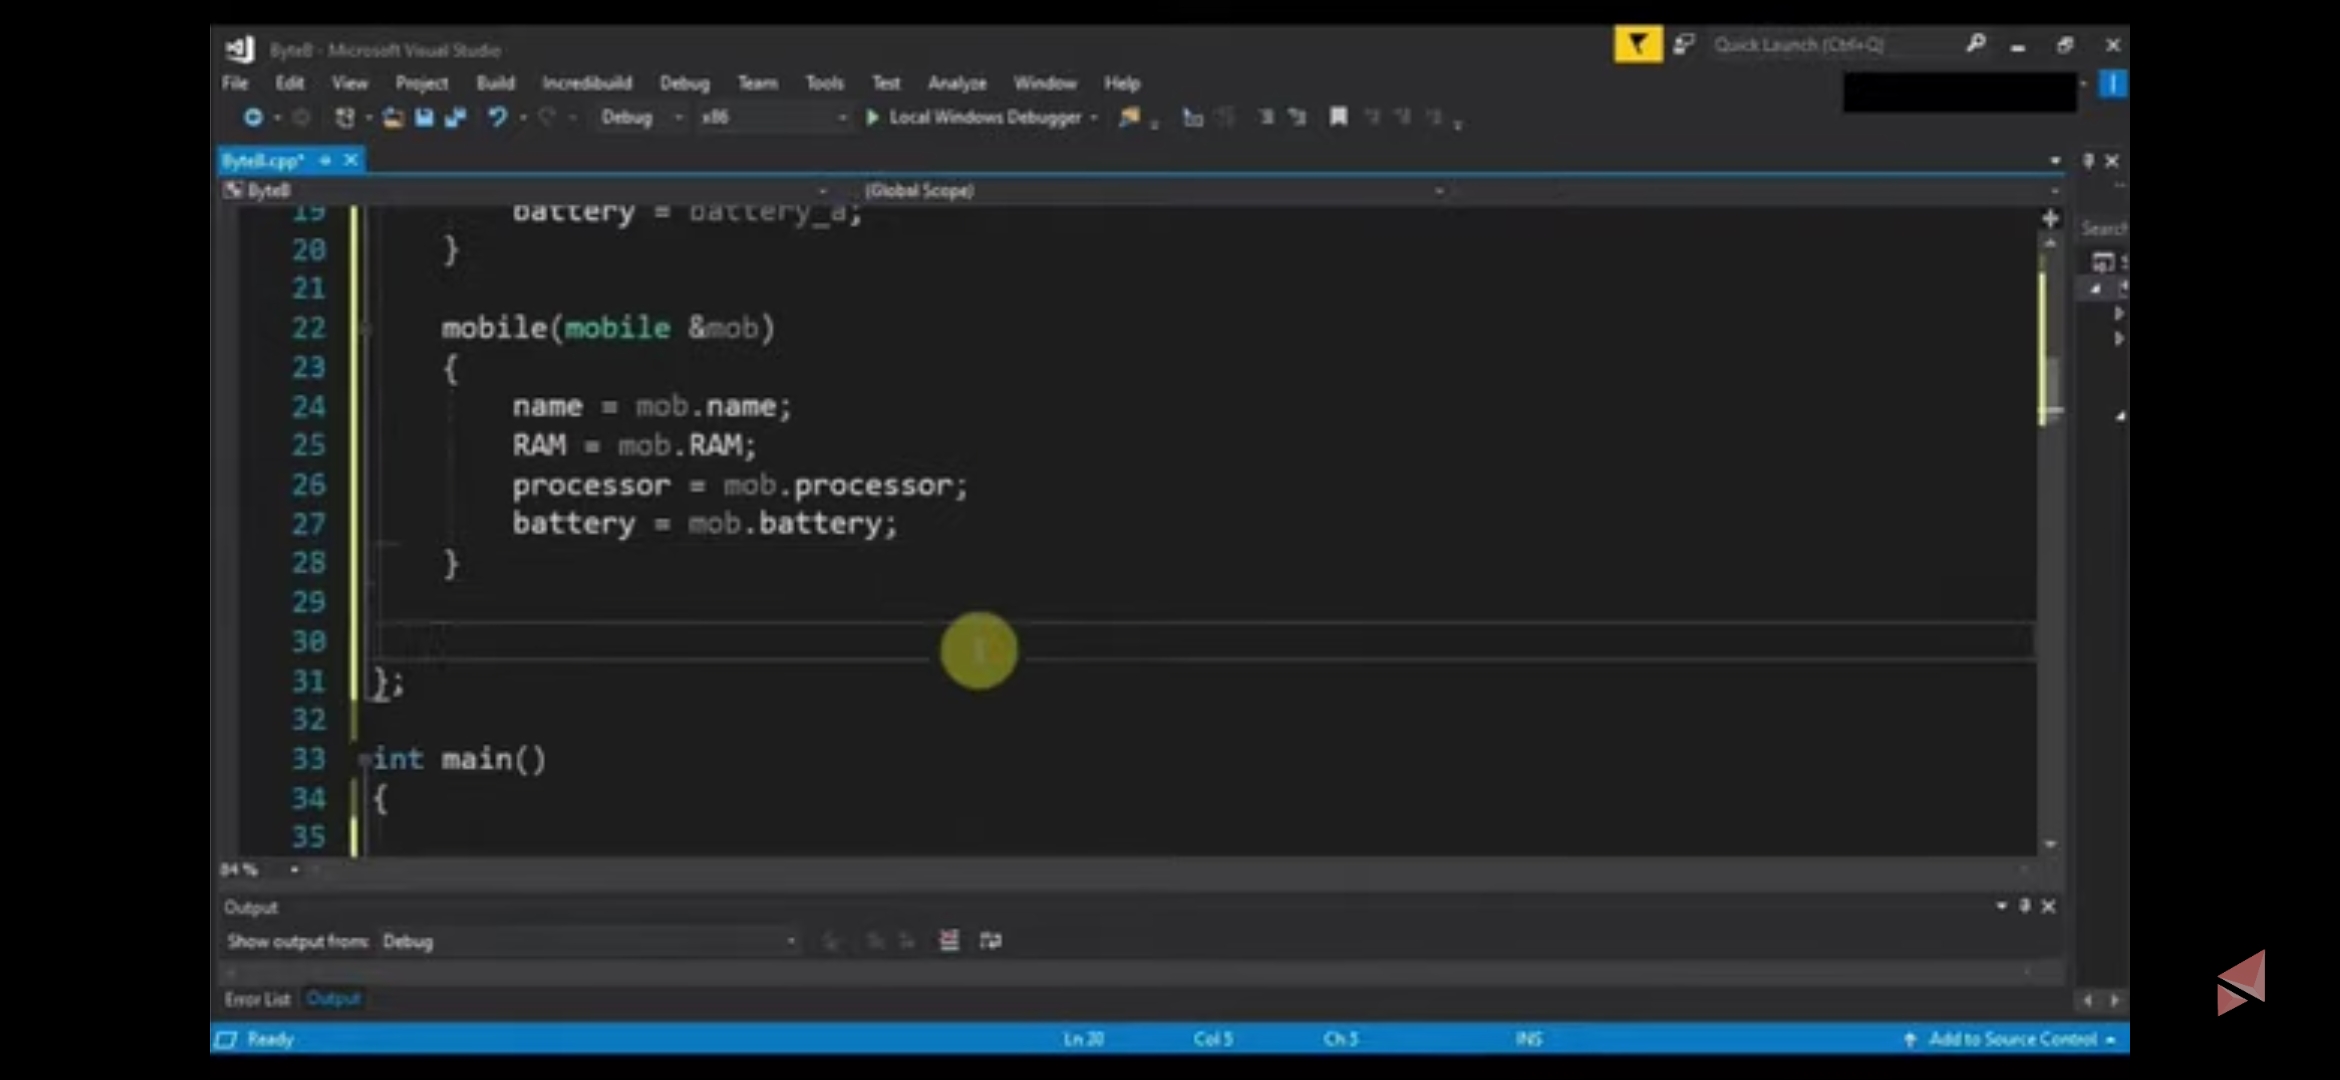 ByteB - Microsoft Visual Studio
Quick Launch (Ctrl+Q)
File Edit View Project Build Incredibuild Debug Team Tools Test Analyze Window Help
Debug x86 Local Windows Debugger
ByteB.cpp*
ByteB (Global Scope)
Search
19 battery = battery_a;
20 }
21
22 mobile(mobile &mob)
23 {
24 name = mob.name;
25 RAM = mob.RAM;
26 processor = mob.processor;
27 battery = mob.battery;
28 }
29
30
31 };
32
33 int main()
34 {
35
84 %
Output
Show output from: Debug
Error List Output
Ready Ln 30 Col 5 Ch 5 INS Add to Source Control